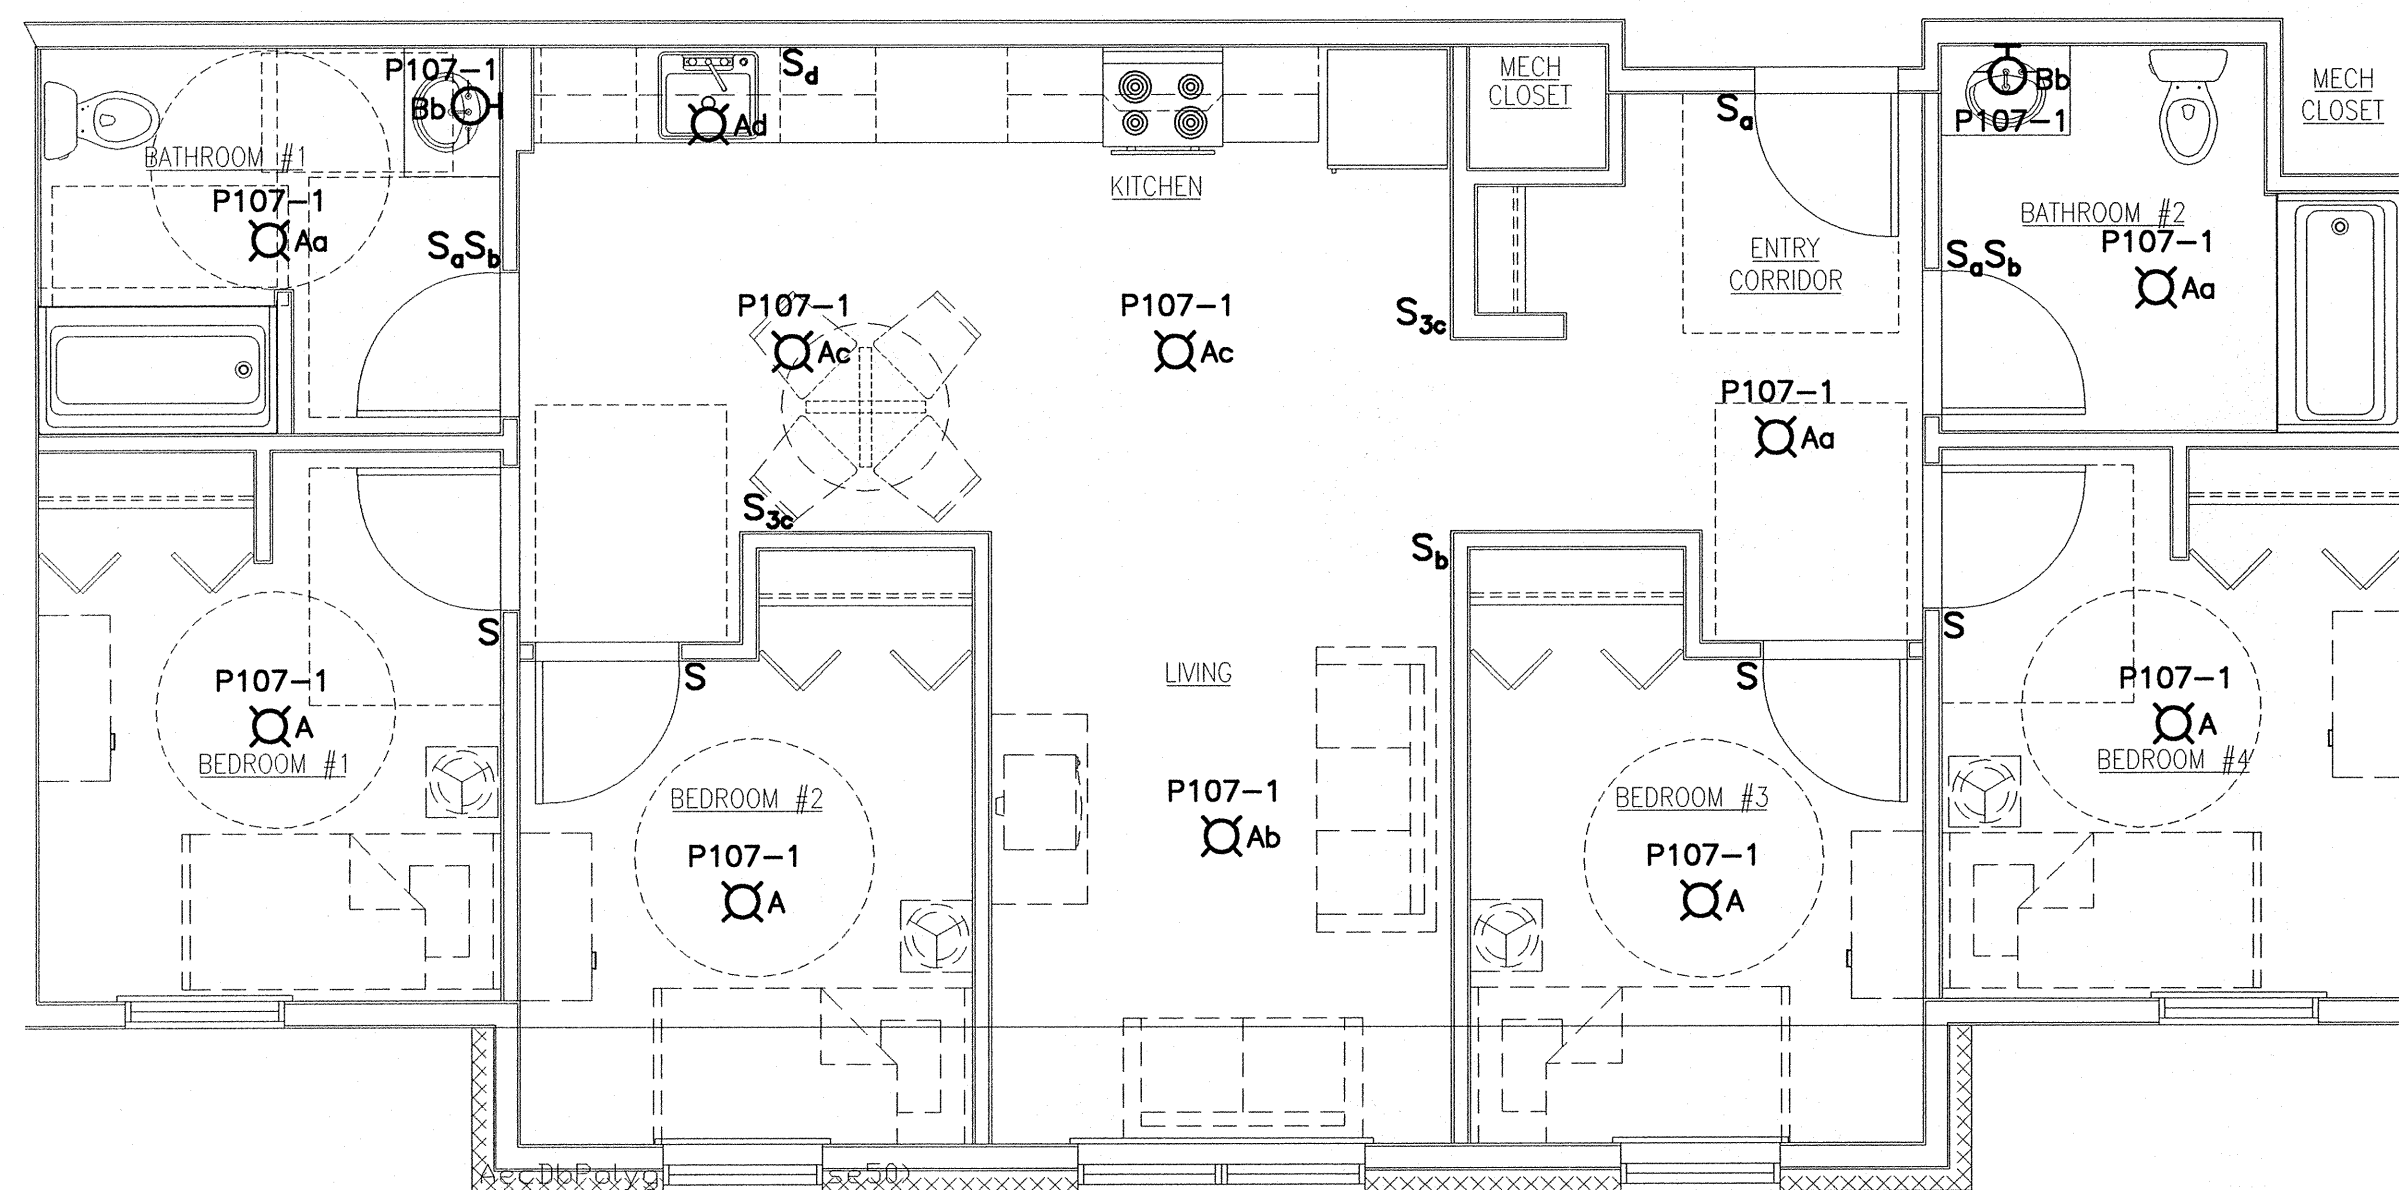 P107-1
Bb
BATHROOM #1
P107-1
Aa
SaSb
Sd
Ad
KITCHEN
MECH
CLOSET
Sa
ENTRY
CORRIDOR
Bb
P107-1
MECH
CLOSET
BATHROOM #2
P107-1
Aa
SaSb
P107-1
Ac
P107-1
Ac
S3c
P107-1
Aa
S3c
Sb
S
S
S
S
LIVING
P107-1
A
BEDROOM #1
BEDROOM #2
P107-1
A
P107-1
Ab
BEDROOM #3
P107-1
A
P107-1
A
BEDROOM #4